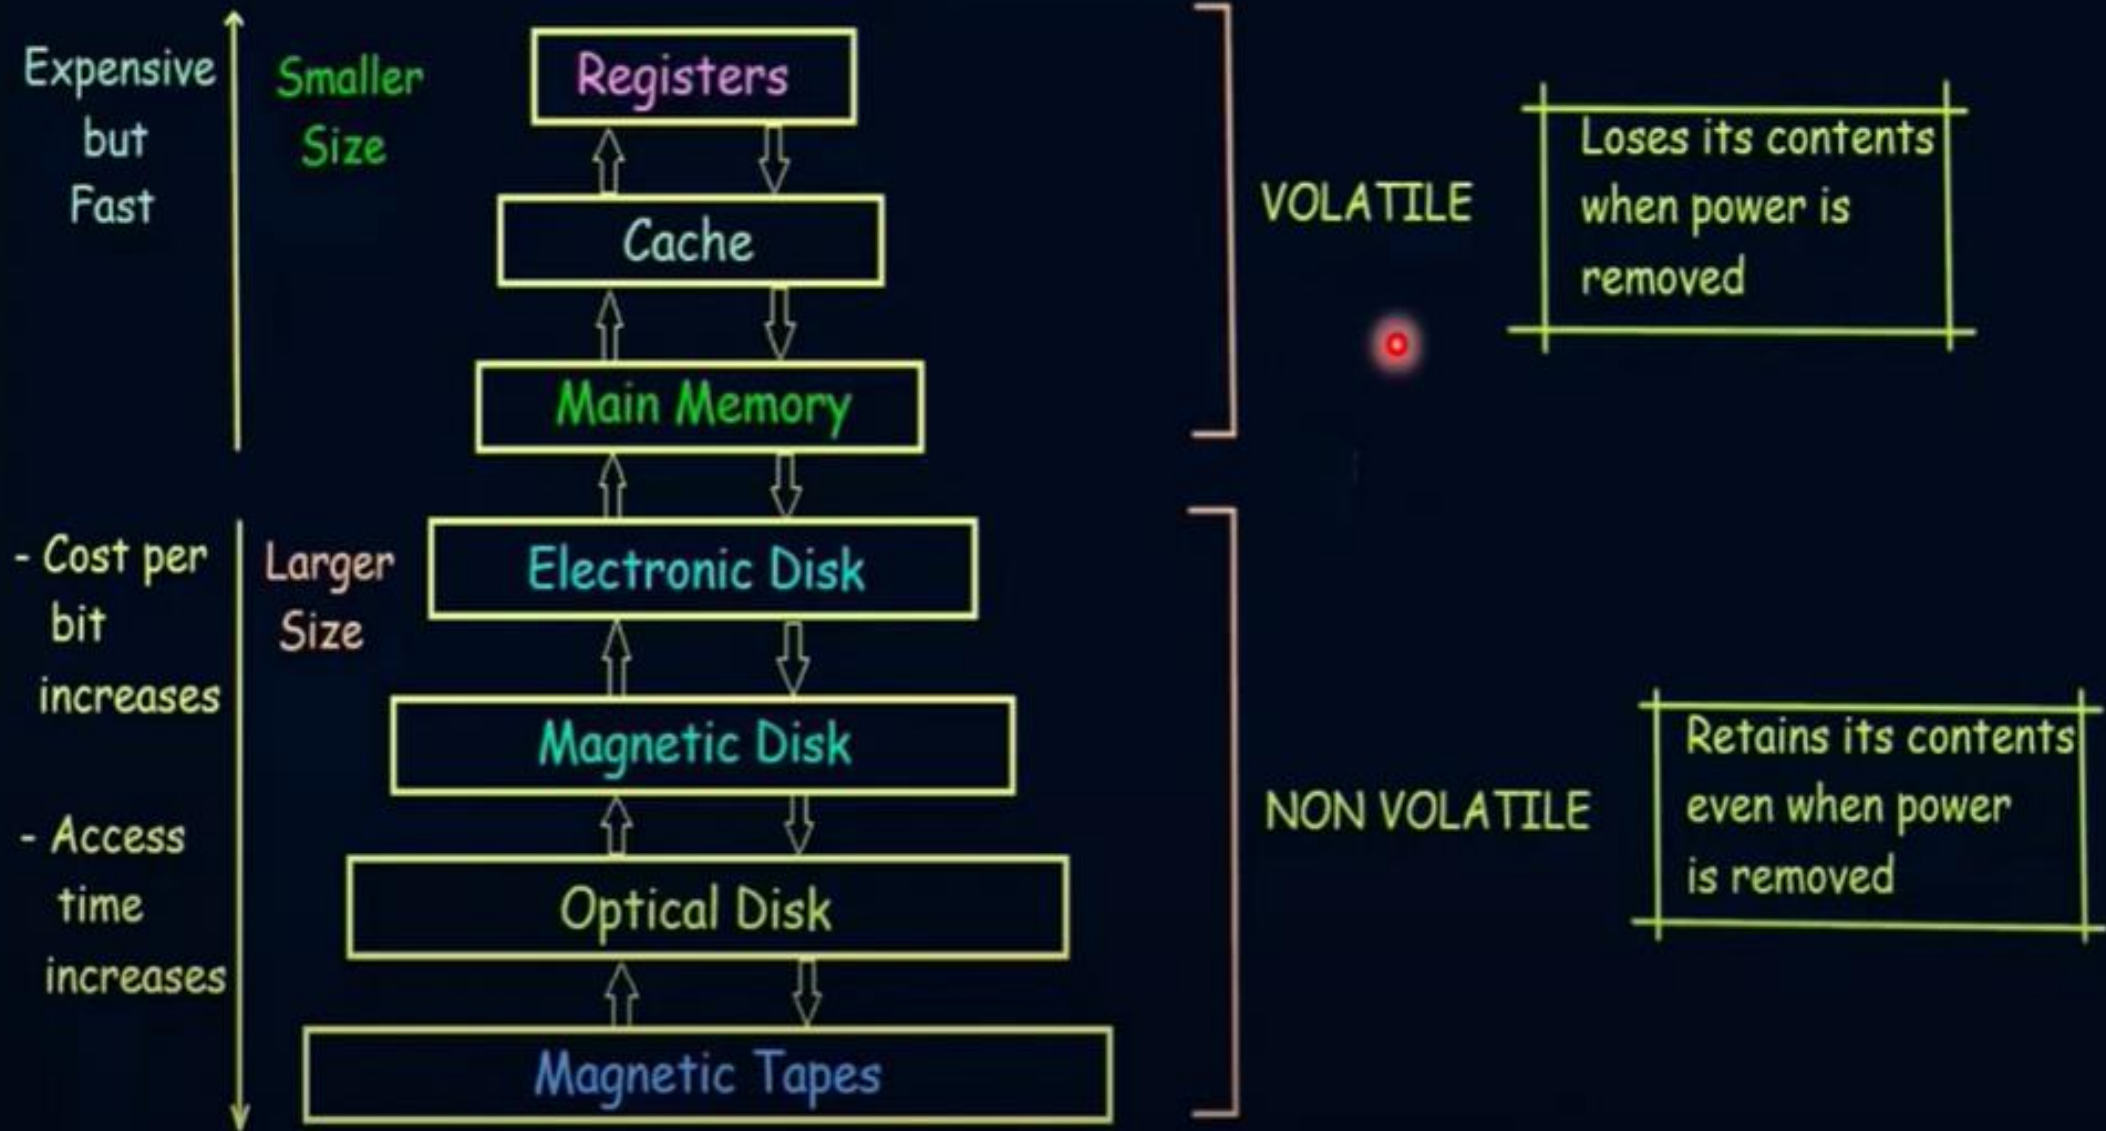 Expensive
but
Fast
Smaller
Size
Registers
Cache
Main Memory
VOLATILE
Loses its contents
when power is
removed
- Cost per
bit
increases
- Access
time
increases
Larger
Size
Electronic Disk
Magnetic Disk
Optical Disk
Magnetic Tapes
NON VOLATILE
Retains its contents
even when power
is removed